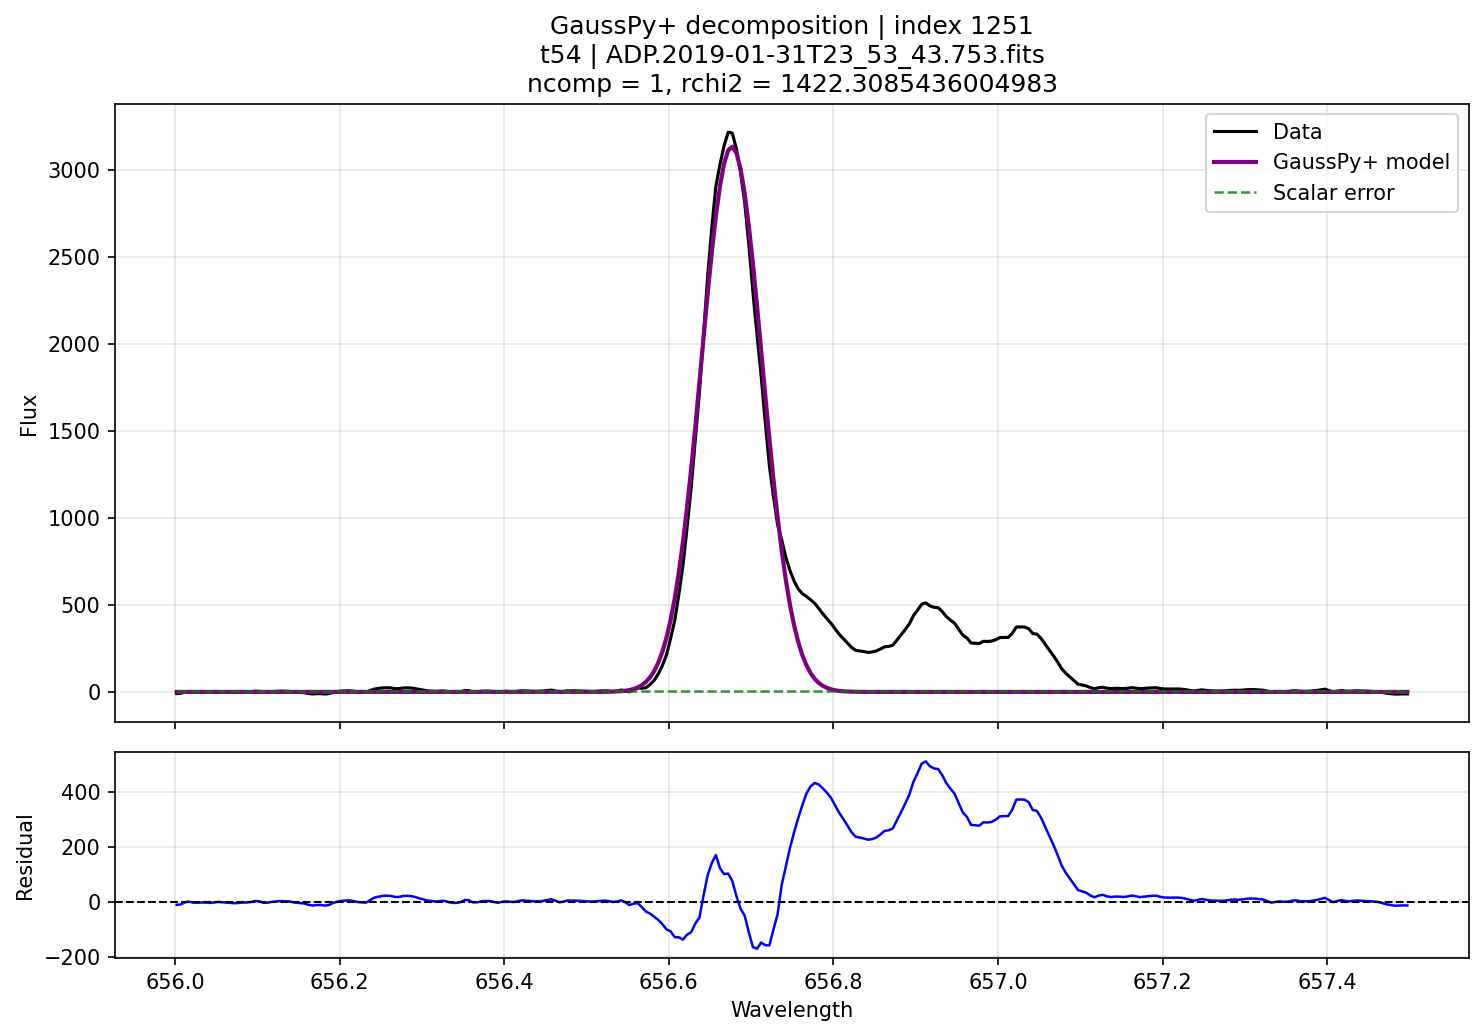 GaussPy+ decomposition | index 1251
t54 | ADP.2019-01-31T23_53_43.753.fits
ncomp = 1, rchi2 = 1422.3085436004983
Data
GaussPy+ model
Scalar error
3000
2500
2000
1500
1000
500
0
Flux
400
200
0
−200
Residual
656.0 656.2 656.4 656.6 656.8 657.0 657.2 657.4
Wavelength